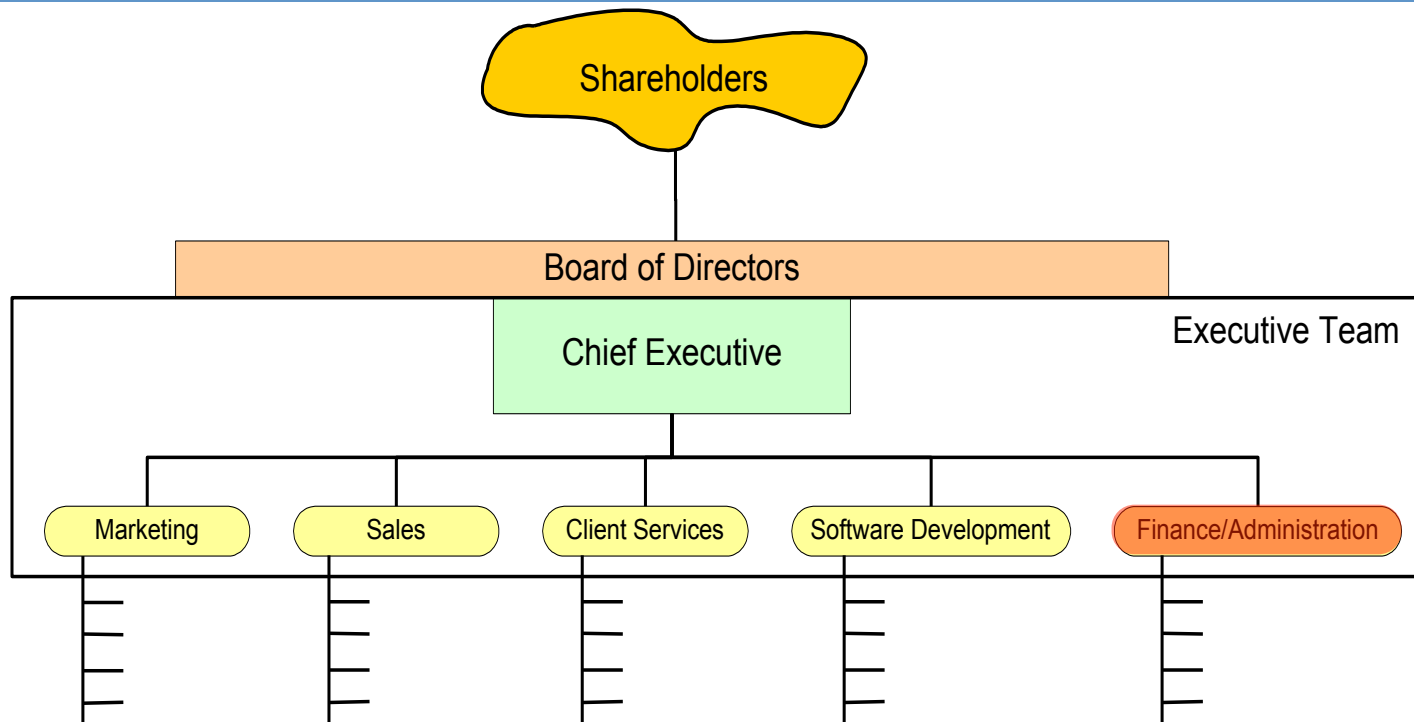 Shareholders
Board of Directors
Executive Team
Chief Executive
Marketing
Sales
Client Services
Software Development
Finance/Administration